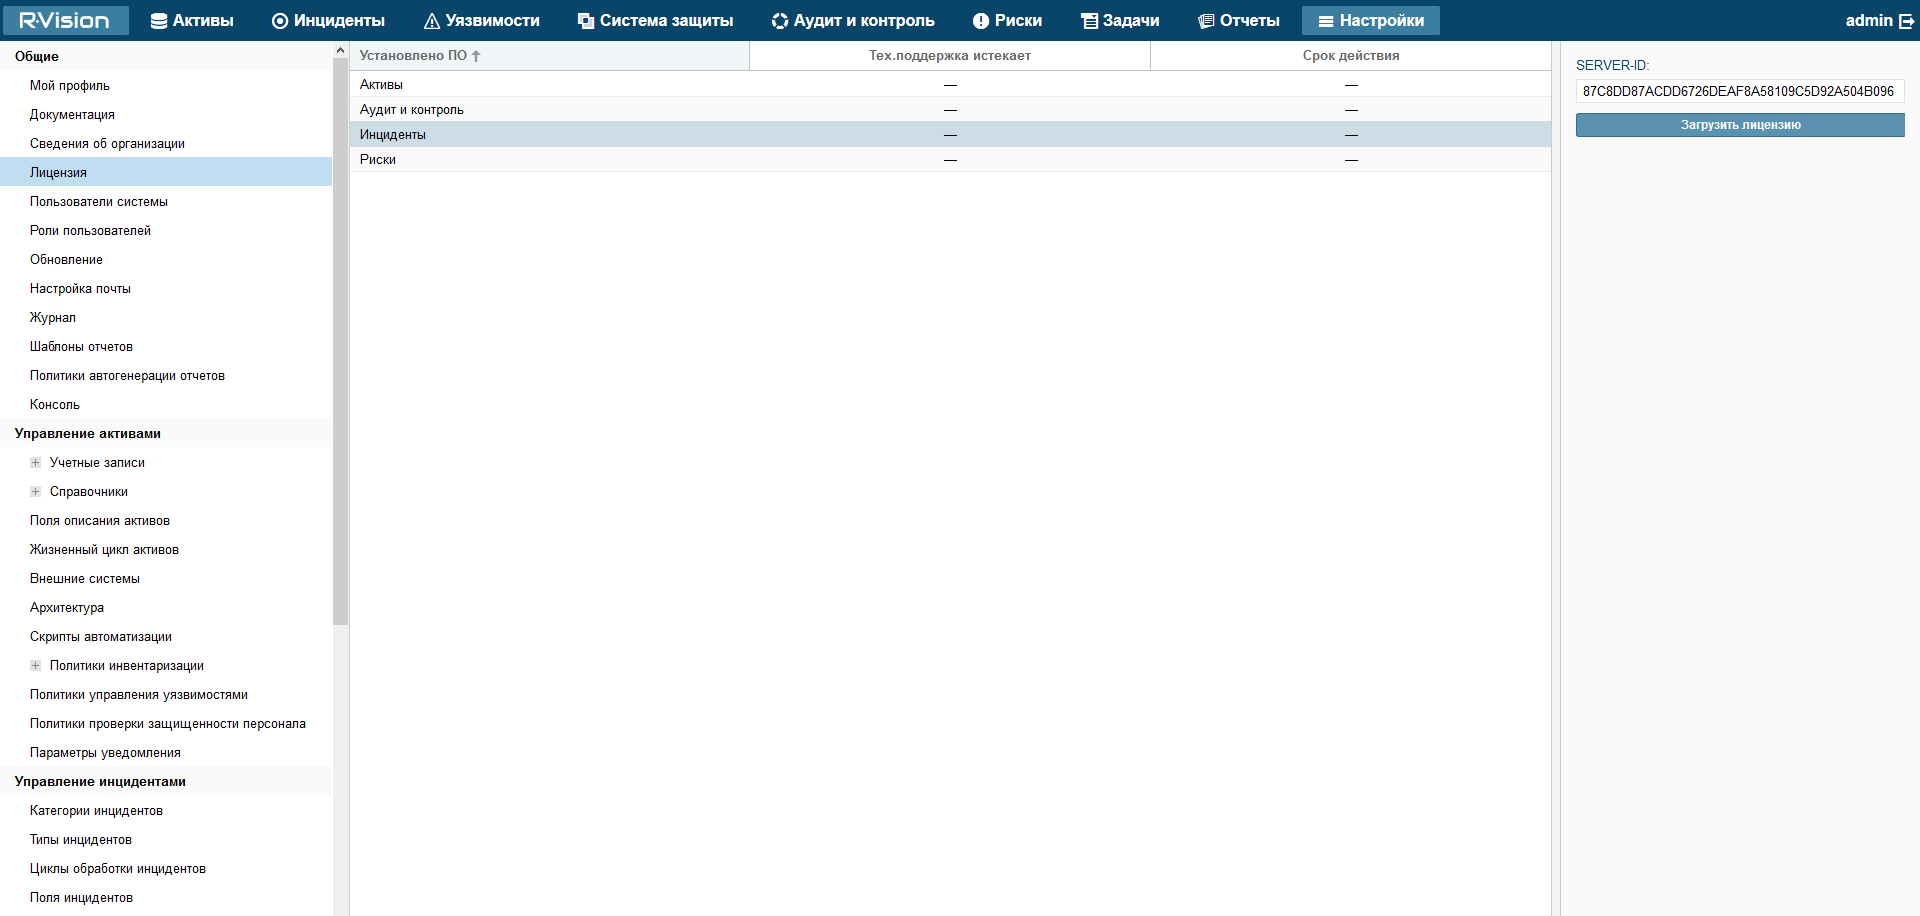 R-Vision Активы Инциденты Уязвимости Система защиты Аудит и контроль Риски Задачи Отчеты Настройки admin
Общие
Мой профиль
Документация
Сведения об организации
Лицензия
Пользователи системы
Роли пользователей
Обновление
Настройка почты
Журнал
Шаблоны отчетов
Политики автогенерации отчетов
Консоль
Управление активами
Учетные записи
Справочники
Поля описания активов
Жизненный цикл активов
Внешние системы
Архитектура
Скрипты автоматизации
Политики инвентаризации
Политики управления уязвимостями
Политики проверки защищенности персонала
Параметры уведомления
Управление инцидентами
Категории инцидентов
Типы инцидентов
Циклы обработки инцидентов
Поля инцидентов
Установлено ПО Тех.поддержка истекает Срок действия
Активы — —
Аудит и контроль — —
Инциденты — —
Риски — —
SERVER-ID:
87C8DD87ACDD6726DEAF8A58109C5D92A504B096
Загрузить лицензию